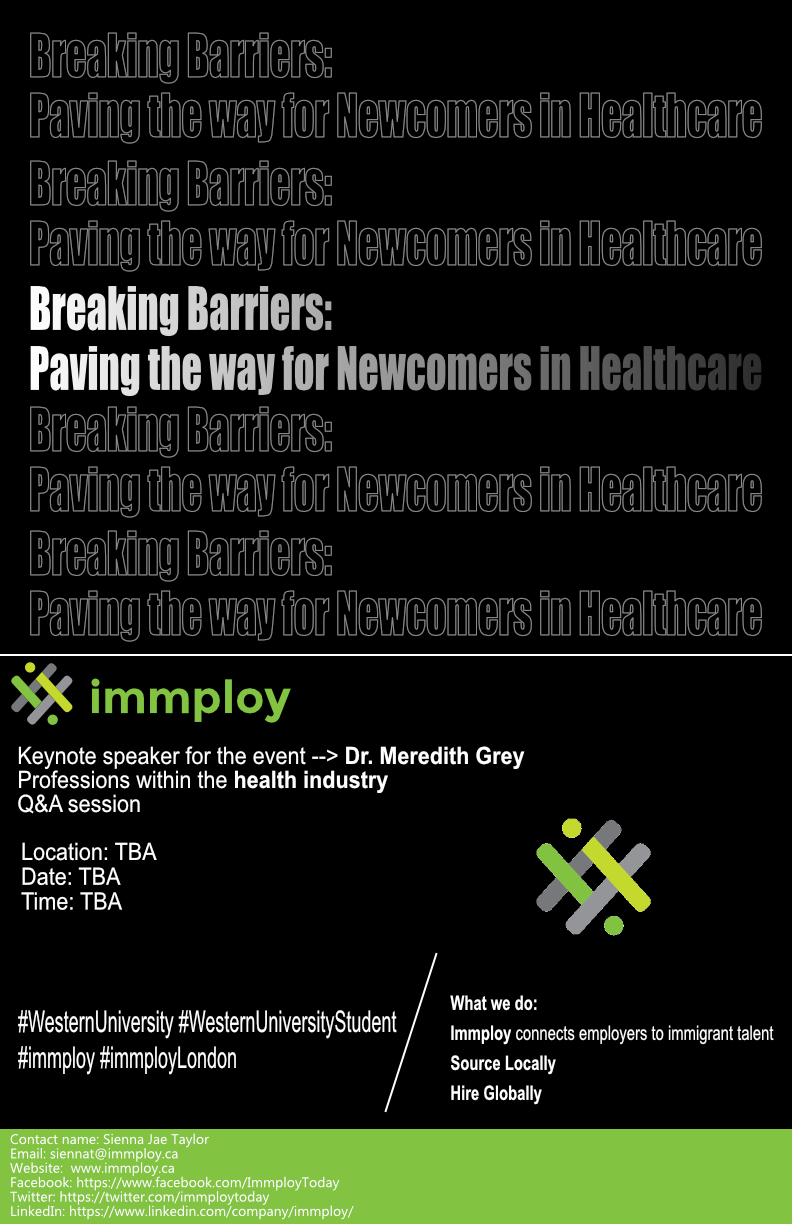 Breaking Barriers:
Paving the way for Newcomers in Healthcare
Breaking Barriers:
Paving the way for Newcomers in Healthcare
Breaking Barriers:
Paving the way for Newcomers in Healthcare
Breaking Barriers:
Paving the way for Newcomers in Healthcare
Breaking Barriers:
Paving the way for Newcomers in Healthcare
immploy
Keynote speaker for the event --> Dr. Meredith Grey
Professions within the health industry
Q&A session
Location: TBA
Date: TBA
Time: TBA
#WesternUniversity #WesternUniversityStudent
#immploy #immployLondon
What we do:
Immploy connects employers to immigrant talent
Source Locally
Hire Globally
Contact name: Sienna Jae Taylor
Email: siennat@immploy.ca
Website:  www.immploy.ca
Facebook: https://www.facebook.com/ImmployToday
Twitter: https://twitter.com/immploytoday
LinkedIn: https://www.linkedin.com/company/immploy/